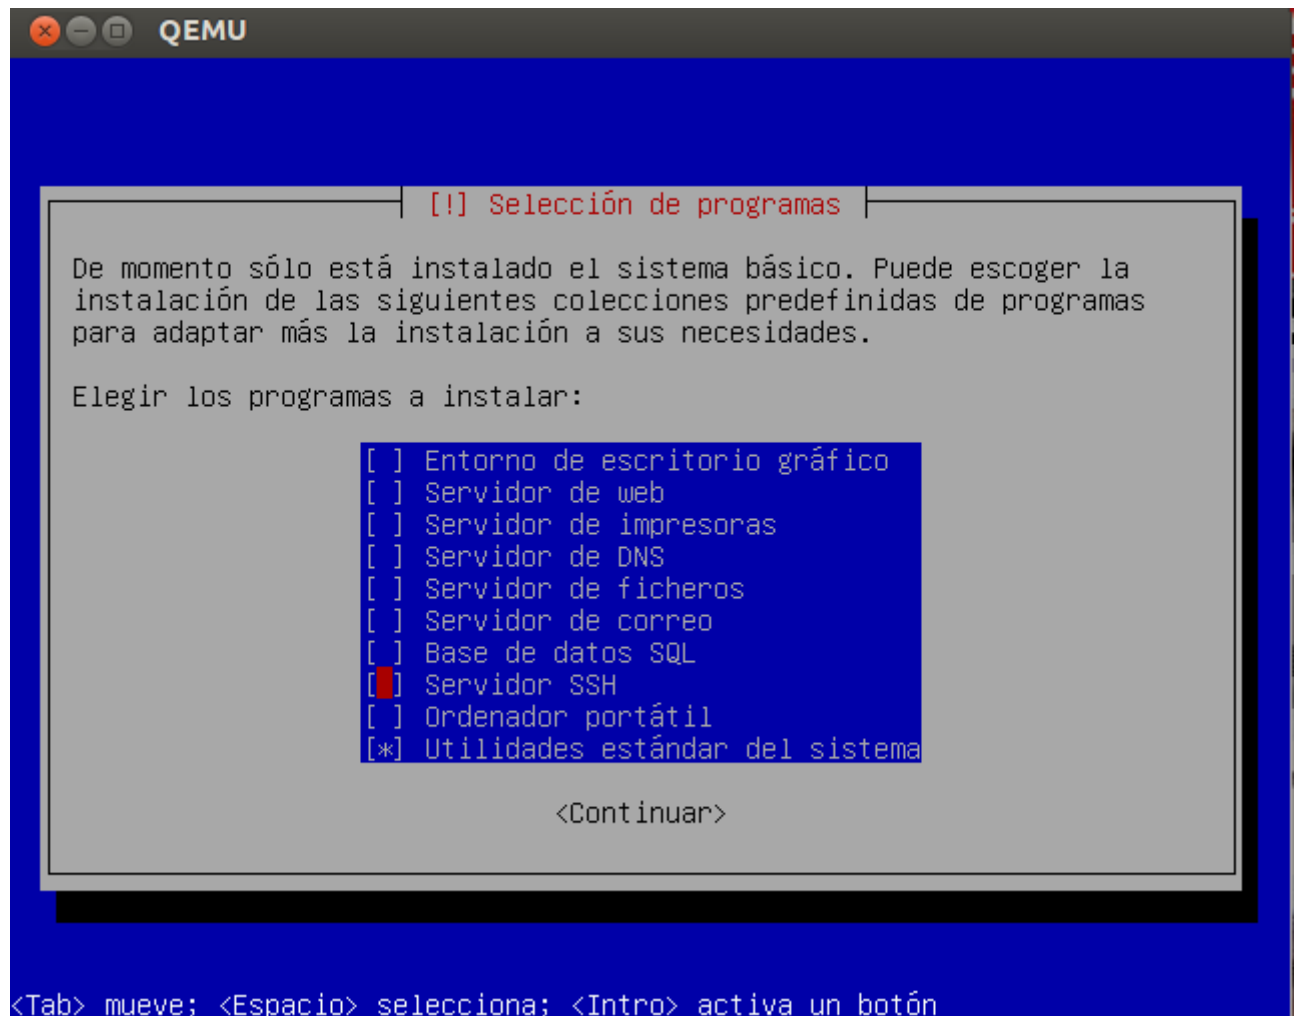 QEMU
[!] Selección de programas
De momento sólo está instalado el sistema básico. Puede escoger la
instalación de las siguientes colecciones predefinidas de programas
para adaptar más la instalación a sus necesidades.
Elegir los programas a instalar:
[ ] Entorno de escritorio gráfico
[ ] Servidor de web
[ ] Servidor de impresoras
[ ] Servidor de DNS
[ ] Servidor de ficheros
[ ] Servidor de correo
[ ] Base de datos SQL
[ ] Servidor SSH
[ ] Ordenador portátil
[*] Utilidades estándar del sistema
<Continuar>
<Tab> mueve; <Espacio> selecciona; <Intro> activa un botón